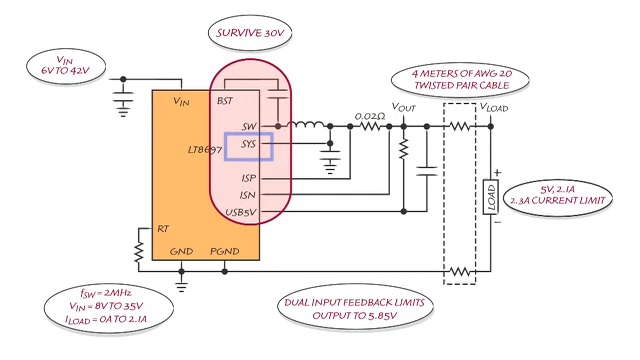 SURVIVE 30V
VIN
6V TO 42V
4 METERS OF AWG 20
TWISTED PAIR CABLE
VIN
BST
0.02Ω
VOUT
VLOAD
SW
SYS
LT8697
ISP
ISN
USB5V
+
LOAD
–
5V, 2.1A
2.3A CURRENT LIMIT
RT
GND
PGND
fSW = 2MHz
VIN = 8V TO 35V
ILOAD = 0A TO 2.1A
DUAL INPUT FEEDBACK LIMITS
OUTPUT TO 5.85V